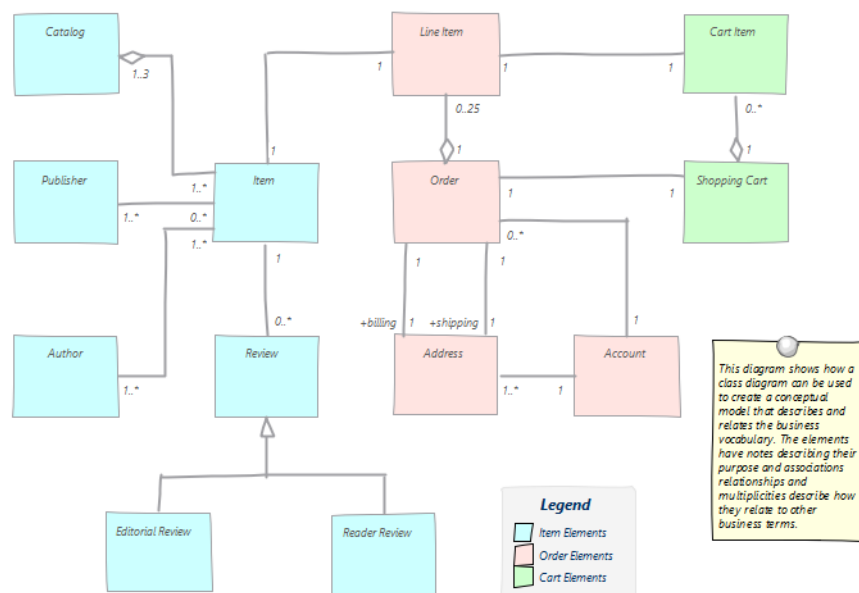 Catalog
Line Item
Cart Item
1..3
1
1
1
0..25
0..*
1
1
1
Publisher
Item
Order
Shopping Cart
1..*
1
1
1..*
0..*
1..*
0..*
1
1
1
+billing
1
+shipping
1
1
0..*
Author
Review
Address
Account
1..*
1..*
1
This diagram shows how a
class diagram can be used
to create a conceptual
model that describes and
relates the business
vocabulary. The elements
have notes describing their
purpose and associations
relationships and
multiplicities describe how
they relate to other
business terms.
Editorial Review
Reader Review
Legend
Item Elements
Order Elements
Cart Elements